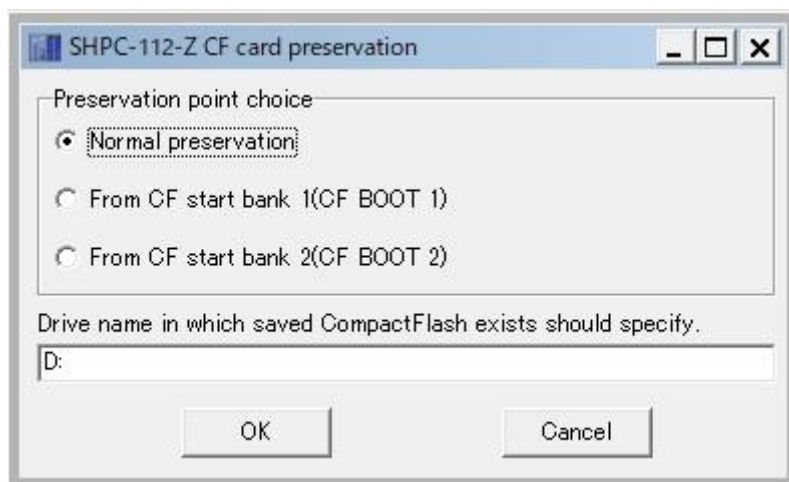 SHPC-112-Z CF card preservation
Preservation point choice
Normal preservation
From CF start bank 1(CF BOOT 1)
From CF start bank 2(CF BOOT 2)
Drive name in which saved CompactFlash exists should specify.
D:
OK Cancel